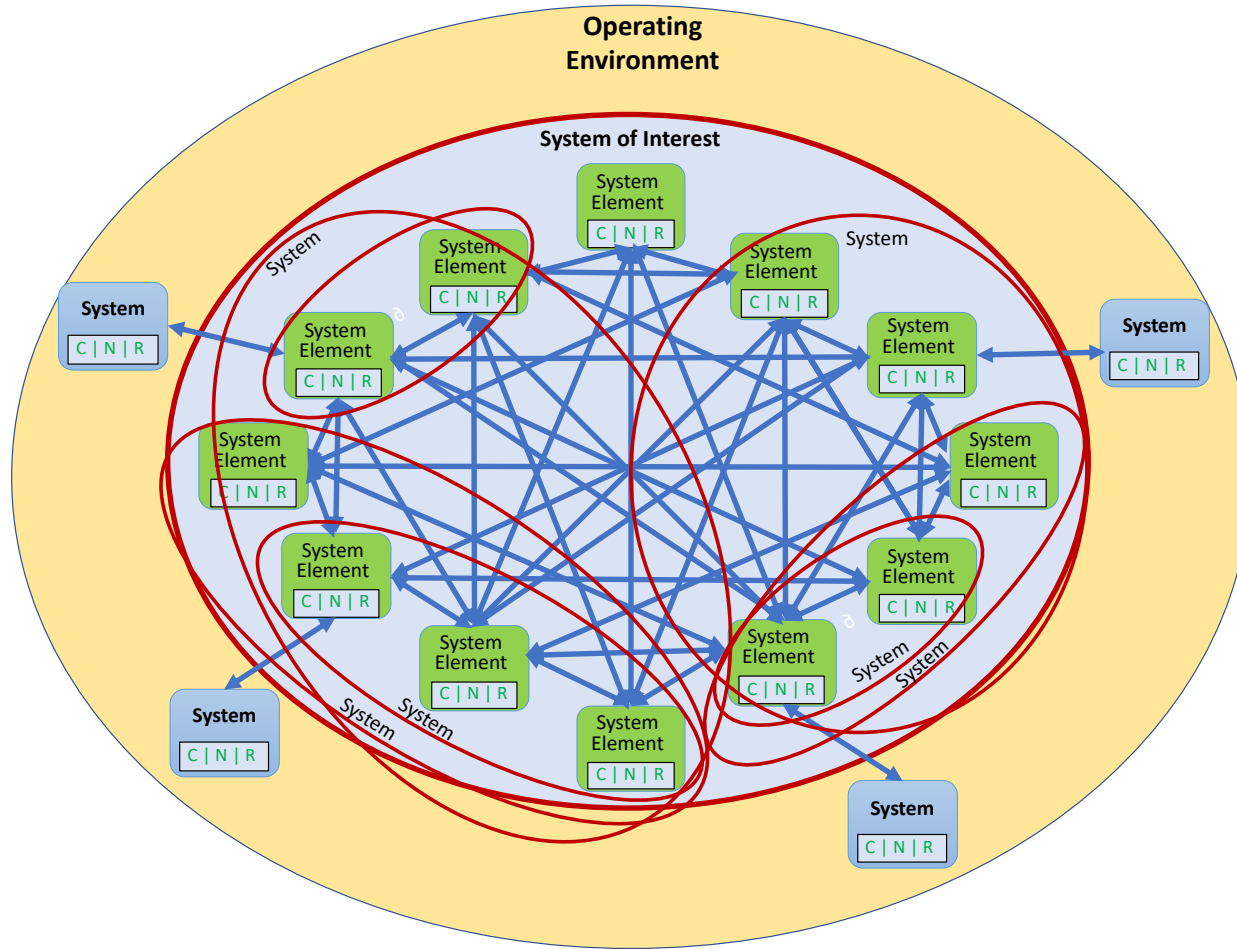 Operating
Environment
System of Interest
System
Element
C | N | R
System
System
Element
C | N | R
System
Element
C | N | R
System
System
C | N | R
∂
System
Element
C | N | R
System
Element
C | N | R
System
C | N | R
System
Element
C | N | R
System
Element
C | N | R
System
Element
C | N | R
System
Element
C | N | R
∂
System
Element
C | N | R
System
Element
C | N | R
System
System
System
System
System
Element
C | N | R
System
C | N | R
System
C | N | R